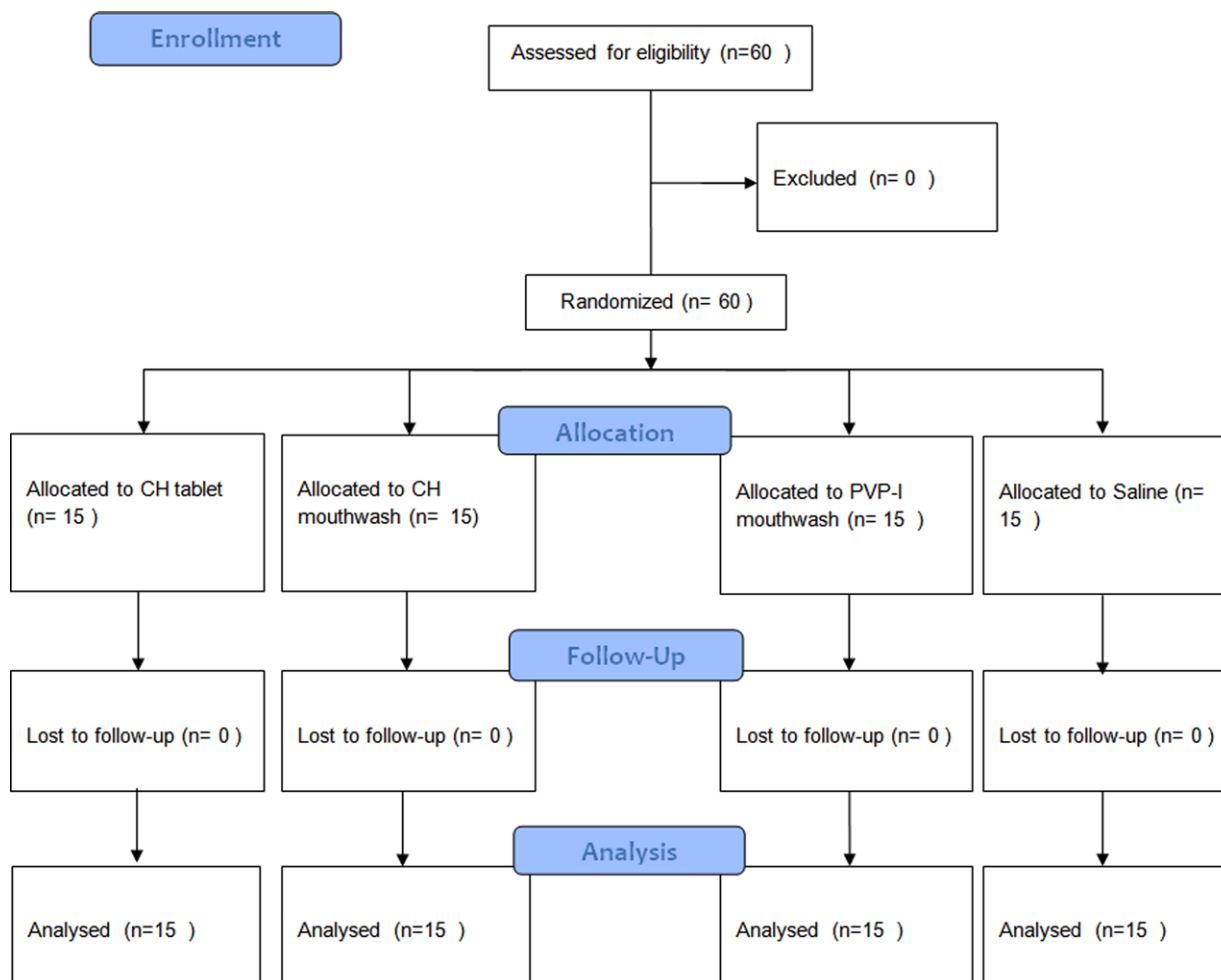 Enrollment
Assessed for eligibility (n=60 )
Excluded (n= 0 )
Randomized (n= 60 )
Allocation
Allocated to CH tablet
(n= 15 )
Allocated to CH
mouthwash (n= 15)
Allocated to PVP-I
mouthwash (n= 15 )
Allocated to Saline (n=
15 )
Follow-Up
Lost to follow-up (n= 0 )
Lost to follow-up (n= 0 )
Lost to follow-up (n= 0 )
Lost to follow-up (n= 0 )
Analysis
Analysed (n=15 )
Analysed (n=15 )
Analysed (n=15 )
Analysed (n=15 )